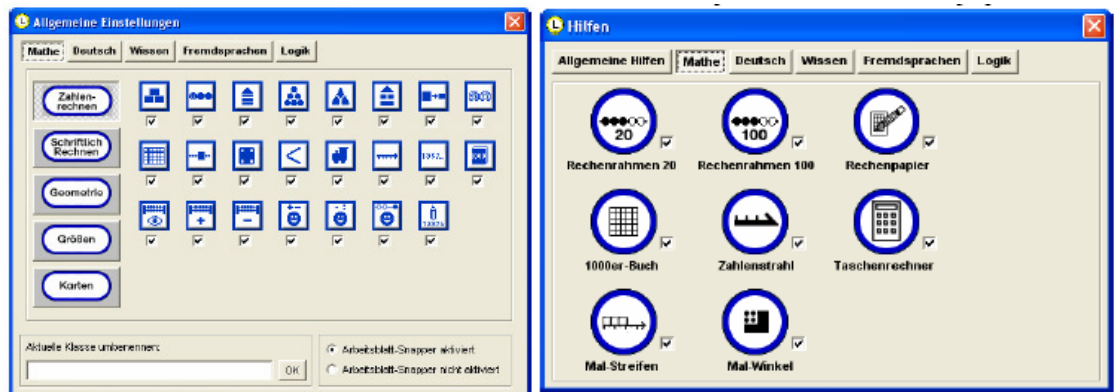 Allgemeine Einstellungen
Mathe Deutsch Wissen Fremdsprachen Logik
Zahlen-
rechnen
Schriftlich
Rechnen
Geometrie
Größen
Karten
Aktuelle Klasse umbenennen:
OK
Arbeitsblatt-Snapper aktiviert
Arbeitsblatt-Snapper nicht aktiviert
Hilfen
Allgemeine Hilfen Mathe Deutsch Wissen Fremdsprachen Logik
20
100
Rechenrahmen 20 Rechenrahmen 100 Rechenpapier
1000er-Buch Zahlenstrahl Taschenrechner
Mal-Streifen Mal-Winkel